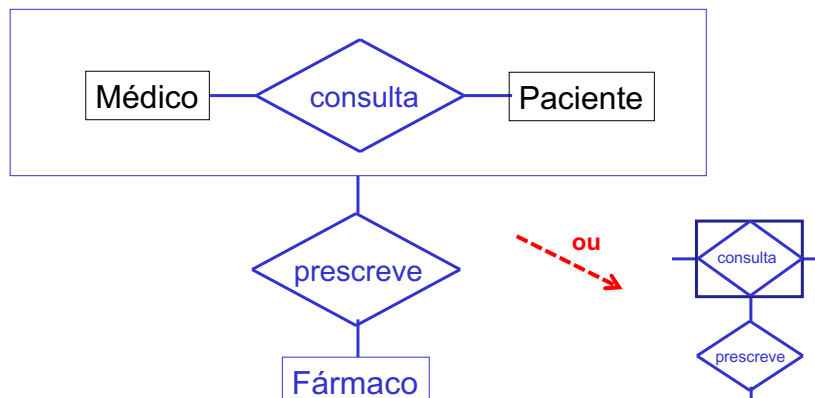 Médico
consulta
Paciente
prescreve
Fármaco
ou
consulta
prescreve